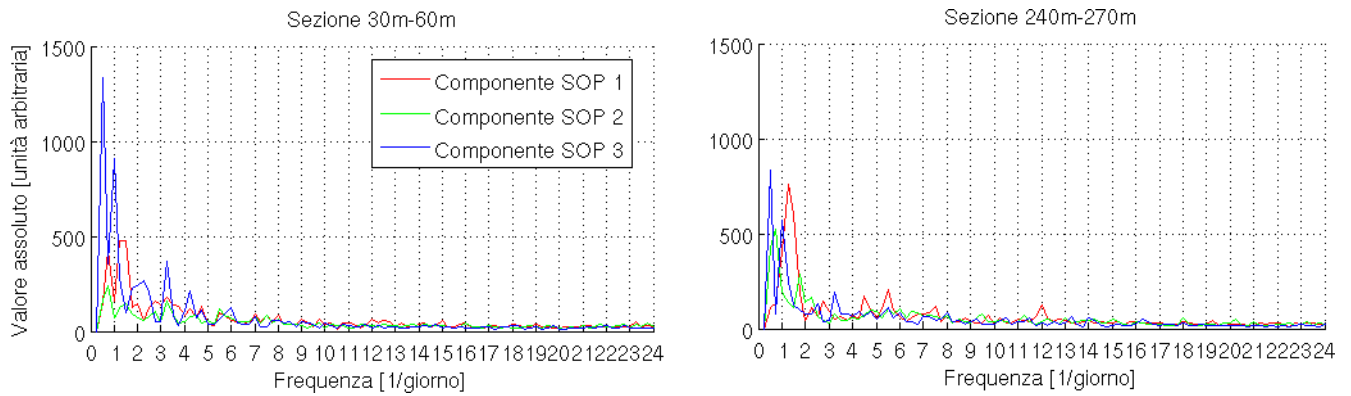 Sezione 30m-60m
Valore assoluto [unità arbitraria]
1500
1000
500
0
Componente SOP 1
Componente SOP 2
Componente SOP 3
0 1 2 3 4 5 6 7 8 9 10 11 12 13 14 15 16 17 18 19 20 21 22 23 24
Frequenza [1/giorno]
Sezione 240m-270m
1500
1000
500
0
0 1 2 3 4 5 6 7 8 9 10 11 12 13 14 15 16 17 18 19 20 21 22 23 24
Frequenza [1/giorno]